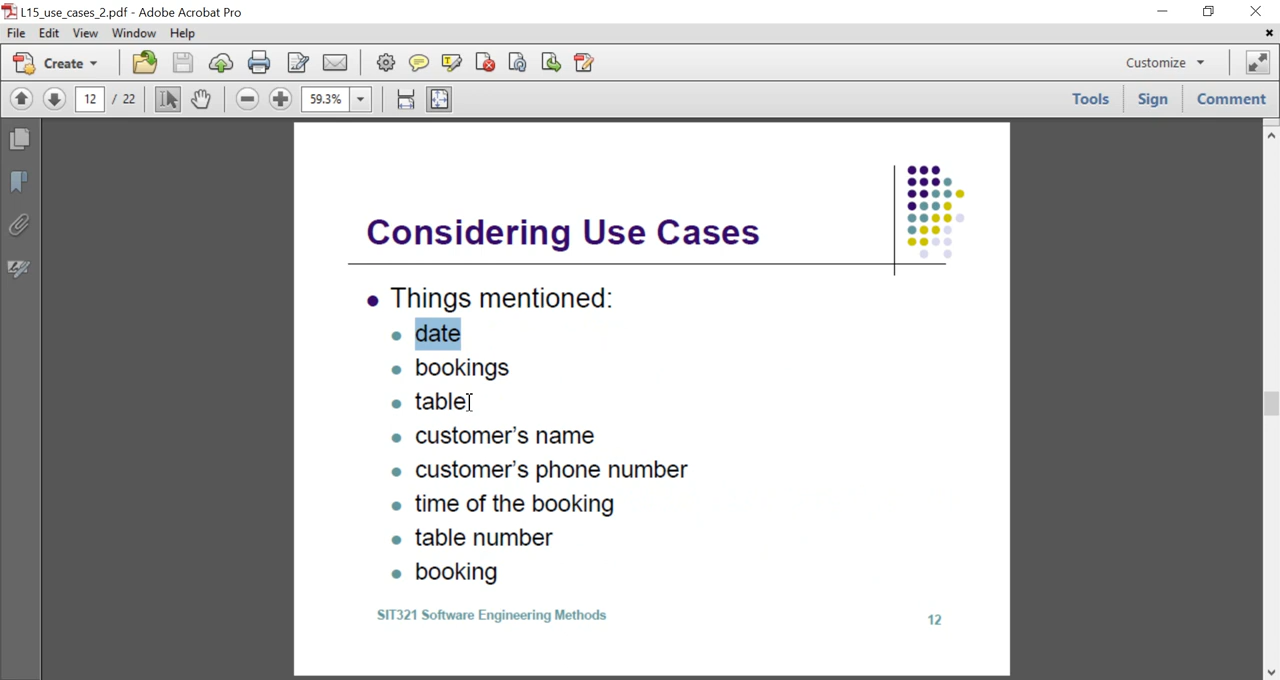 L15_use_cases_2.pdf - Adobe Acrobat Pro
File Edit View Window Help
Create Customize
12 / 22 59.3% Tools Sign Comment
Considering Use Cases
Things mentioned:
date
bookings
table
customer's name
customer's phone number
time of the booking
table number
booking
SIT321 Software Engineering Methods 12